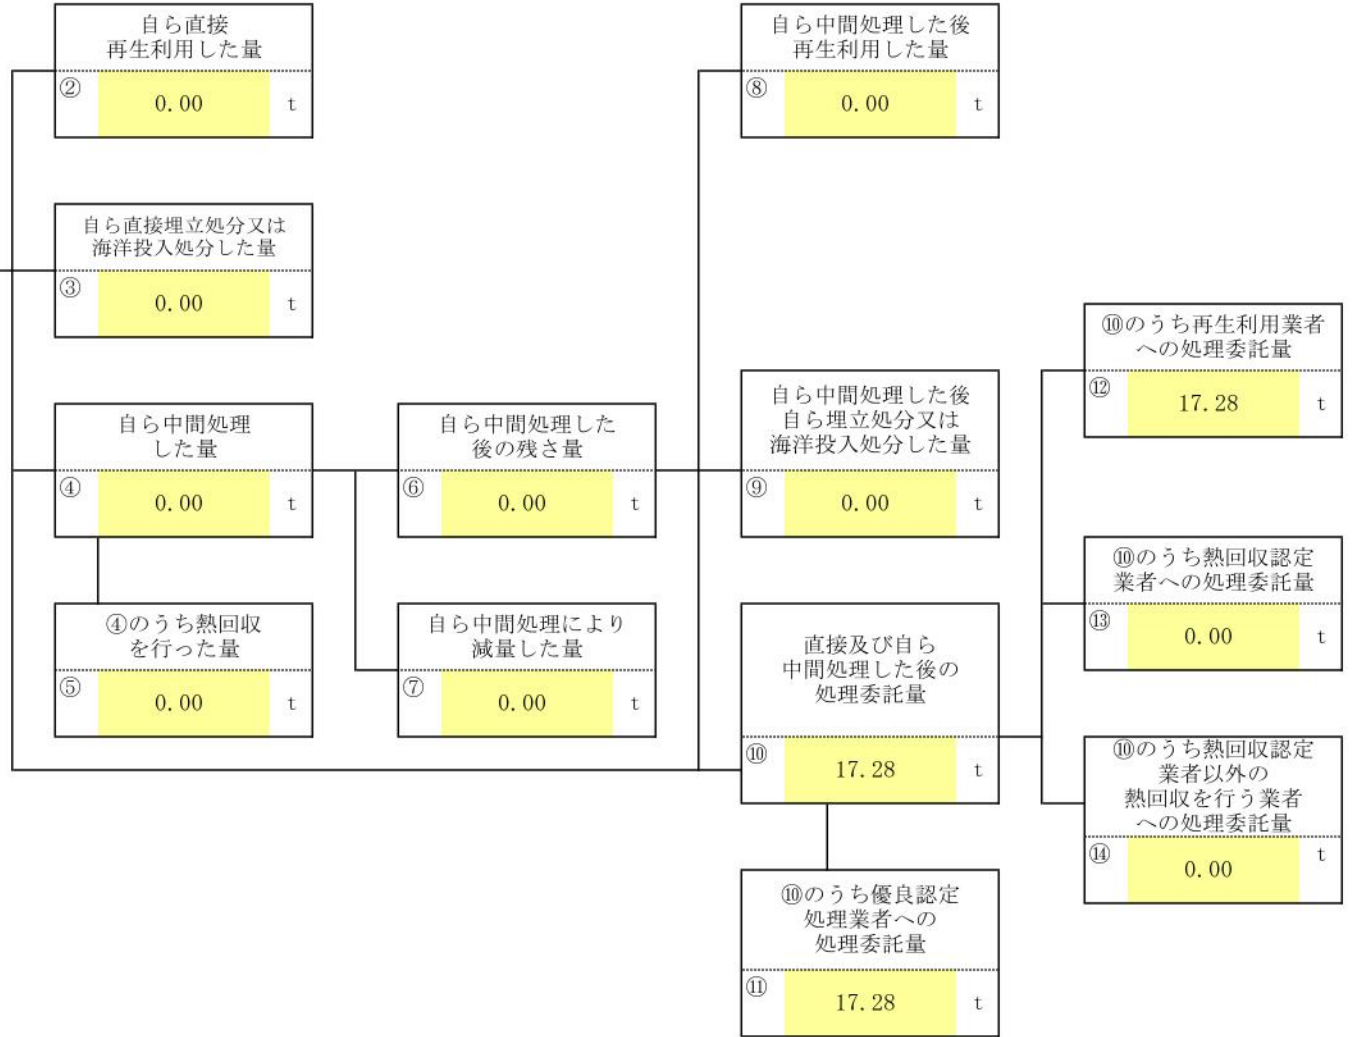 自ら直接
再生利用した量
② 0.00 t
自ら直接埋立処分又は
海洋投入処分した量
③ 0.00 t
自ら中間処理
した量
④ 0.00 t
④のうち熱回収
を行った量
⑤ 0.00 t
自ら中間処理した
後の残さ量
⑥ 0.00 t
自ら中間処理により
減量した量
⑦ 0.00 t
自ら中間処理した後
再生利用した量
⑧ 0.00 t
自ら中間処理した後
自ら埋立処分又は
海洋投入処分した量
⑨ 0.00 t
直接及び自ら
中間処理した後の
処理委託量
⑩ 17.28 t
⑩のうち優良認定
処理業者への
処理委託量
⑪ 17.28 t
⑩のうち再生利用業者
への処理委託量
⑫ 17.28 t
⑩のうち熱回収認定
業者への処理委託量
⑬ 0.00 t
⑩のうち熱回収認定
業者以外の
熱回収を行う業者
への処理委託量
⑭ 0.00 t